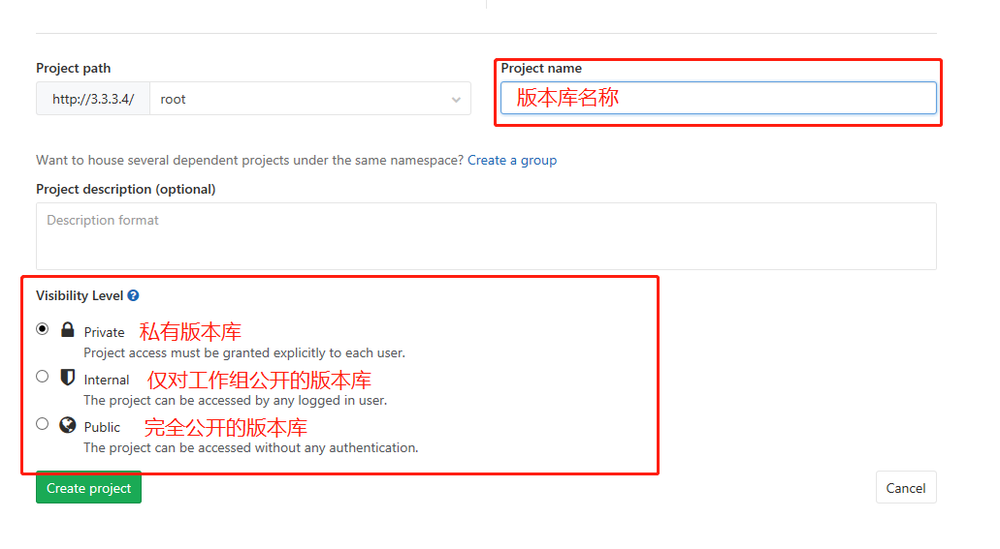 Project path
Project name
http://3.3.3.4/
root
版本库名称
Want to house several dependent projects under the same namespace? Create a group
Project description (optional)
Description format
Visibility Level ?
Private 私有版本库
Project access must be granted explicitly to each user.
Internal 仅对工作组公开的版本库
The project can be accessed by any logged in user.
Public 完全公开的版本库
The project can be accessed without any authentication.
Create project
Cancel